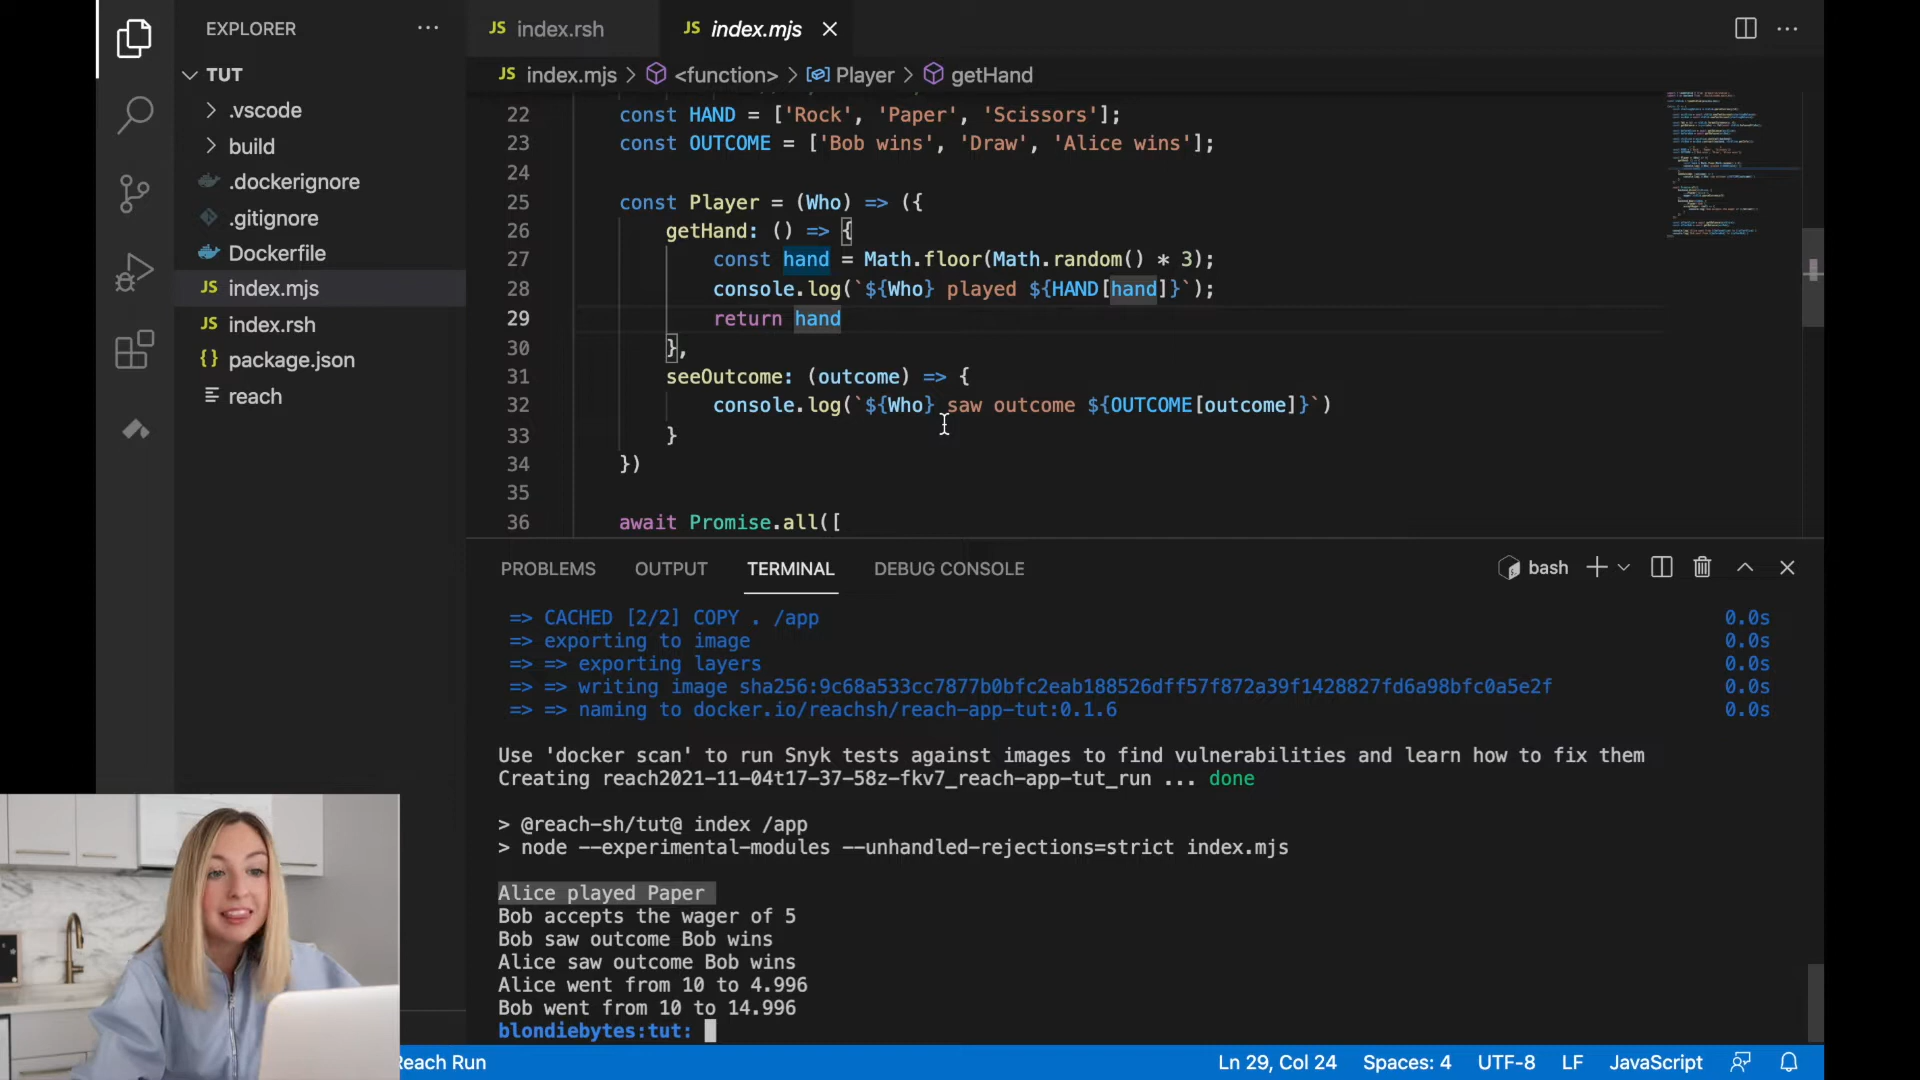 EXPLORER
TUT
.vscode
build
.dockerignore
.gitignore
Dockerfile
JS index.mjs
JS index.rsh
{} package.json
reach
JS index.rsh
JS index.mjs
JS index.mjs > <function> > Player > getHand
22 const HAND = ['Rock', 'Paper', 'Scissors'];
23 const OUTCOME = ['Bob wins', 'Draw', 'Alice wins'];
24
25 const Player = (Who) => ({
26 getHand: () => {
27 const hand = Math.floor(Math.random() * 3);
28 console.log(`${Who} played ${HAND[hand]}`);
29 return hand
30 },
31 seeOutcome: (outcome) => {
32 console.log(`${Who} saw outcome ${OUTCOME[outcome]}`)
33 }
34 })
35
36 await Promise.all([
PROBLEMS OUTPUT TERMINAL DEBUG CONSOLE bash
=> CACHED [2/2] COPY . /app 0.0s
=> exporting to image 0.0s
=> => exporting layers 0.0s
=> => writing image sha256:9c68a533cc7877b0bfc2eab188526dff57f872a39f1428827fd6a98bfc0a5e2f 0.0s
=> => naming to docker.io/reachsh/reach-app-tut:0.1.6 0.0s
Use 'docker scan' to run Snyk tests against images to find vulnerabilities and learn how to fix them
Creating reach2021-11-04t17-37-58z-fkv7_reach-app-tut_run ... done
> @reach-sh/tut@ index /app
> node --experimental-modules --unhandled-rejections=strict index.mjs
Alice played Paper
Bob accepts the wager of 5
Bob saw outcome Bob wins
Alice saw outcome Bob wins
Alice went from 10 to 4.996
Bob went from 10 to 14.996
blondiebytes:tut:
Reach Run Ln 29, Col 24 Spaces: 4 UTF-8 LF JavaScript